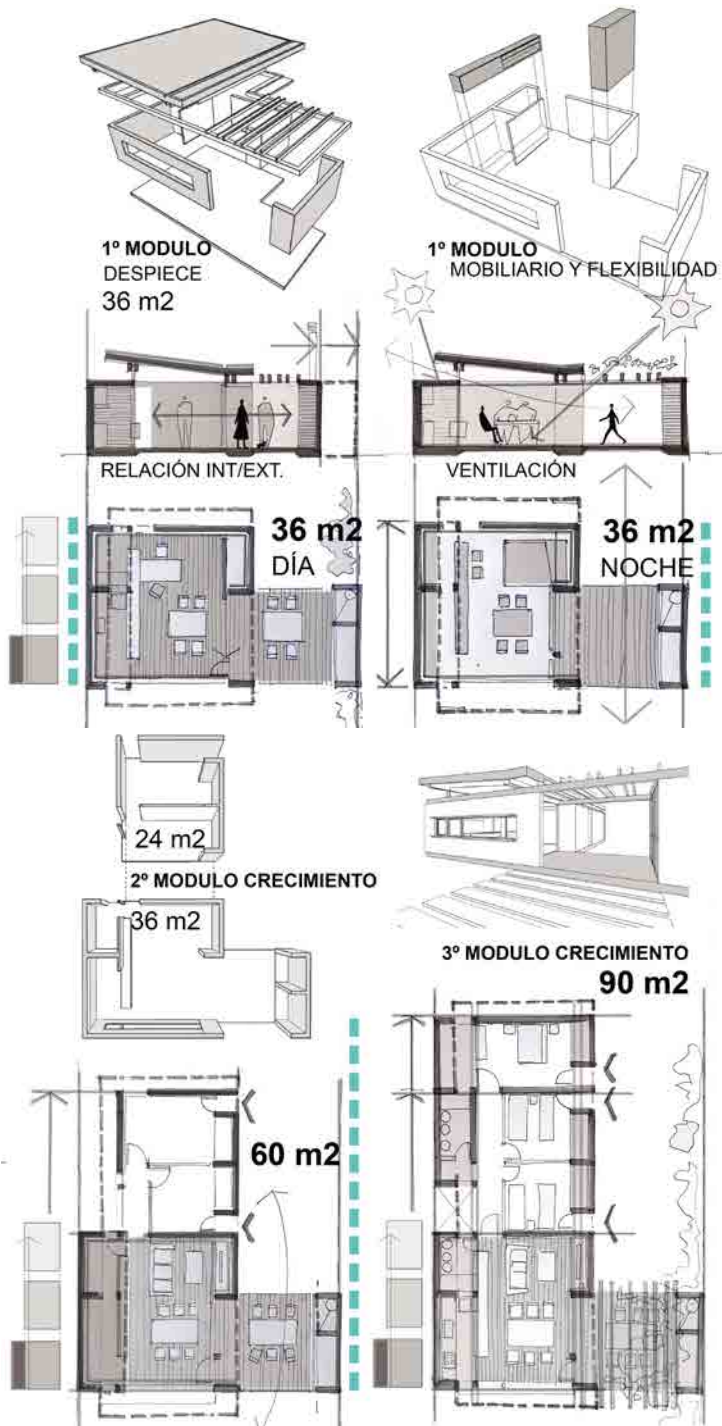 1º MODULO
DESPIECE
36 m2
1º MODULO
MOBILIARIO Y FLEXIBILIDAD
RELACIÓN INT/EXT.
VENTILACIÓN
36 m2
DÍA
36 m2
NOCHE
24 m2
2º MODULO CRECIMIENTO
36 m2
3º MODULO CRECIMIENTO
90 m2
60 m2